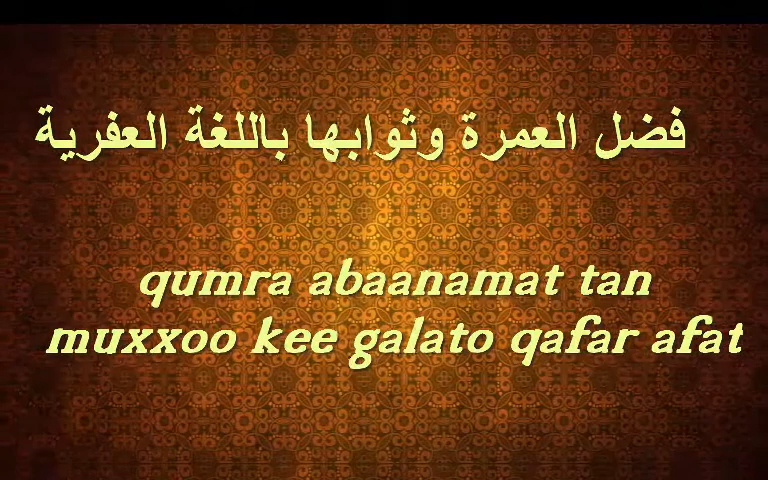 فضل العمرة وثوابها باللغة العفرية
qumra abaanamat tan
muxxoo kee galato qafar afat